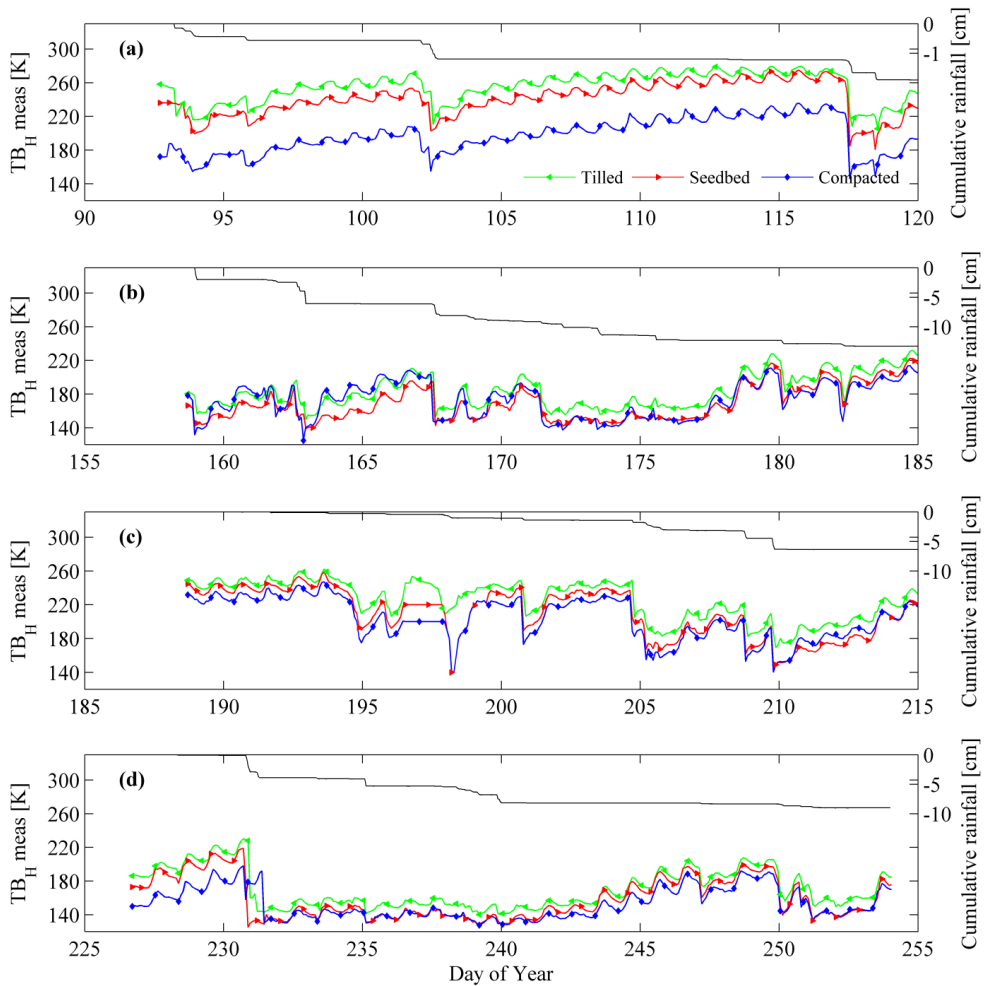 (a)
TB_H meas [K]
300
260
220
180
140
0
-1
Cumulative rainfall [cm]
Tilled Seedbed Compacted
90 95 100 105 110 115 120
(b)
TB_H meas [K]
300
260
220
180
140
0
-5
-10
Cumulative rainfall [cm]
155 160 165 170 175 180 185
(c)
TB_H meas [K]
300
260
220
180
140
0
-5
-10
Cumulative rainfall [cm]
185 190 195 200 205 210 215
(d)
TB_H meas [K]
300
260
220
180
140
0
-5
-10
Cumulative rainfall [cm]
225 230 235 240 245 250 255
Day of Year